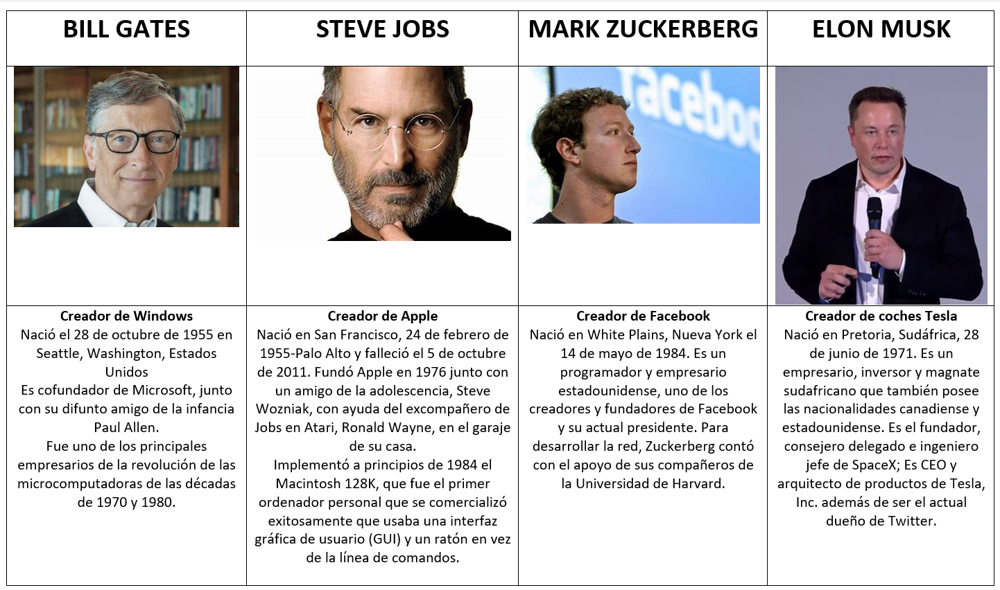 BILL GATES
STEVE JOBS
MARK ZUCKERBERG
ELON MUSK
facebook
Creador de Windows
Nació el 28 de octubre de 1955 en
Seattle, Washington, Estados
Unidos
Es cofundador de Microsoft, junto
con su difunto amigo de la infancia
Paul Allen.
Fue uno de los principales
empresarios de la revolución de las
microcomputadoras de las décadas
de 1970 y 1980.
Creador de Apple
Nació en San Francisco, 24 de febrero de
1955-Palo Alto y falleció el 5 de octubre
de 2011. Fundó Apple en 1976 junto con
un amigo de la adolescencia, Steve
Wozniak, con ayuda del excompañero de
Jobs en Atari, Ronald Wayne, en el garaje
de su casa.
Implementó a principios de 1984 el
Macintosh 128K, que fue el primer
ordenador personal que se comercializó
exitosamente que usaba una interfaz
gráfica de usuario (GUI) y un ratón en vez
de la línea de comandos.
Creador de Facebook
Nació en White Plains, Nueva York el
14 de mayo de 1984. Es un
programador y empresario
estadounidense, uno de los
creadores y fundadores de Facebook
y su actual presidente. Para
desarrollar la red, Zuckerberg contó
con el apoyo de sus compañeros de
la Universidad de Harvard.
Creador de coches Tesla
Nació en Pretoria, Sudáfrica, 28
de junio de 1971. Es un
empresario, inversor y magnate
sudafricano que también posee
las nacionalidades canadiense y
estadounidense. Es el fundador,
consejero delegado e ingeniero
jefe de SpaceX; Es CEO y
arquitecto de productos de Tesla,
Inc. además de ser el actual
dueño de Twitter.